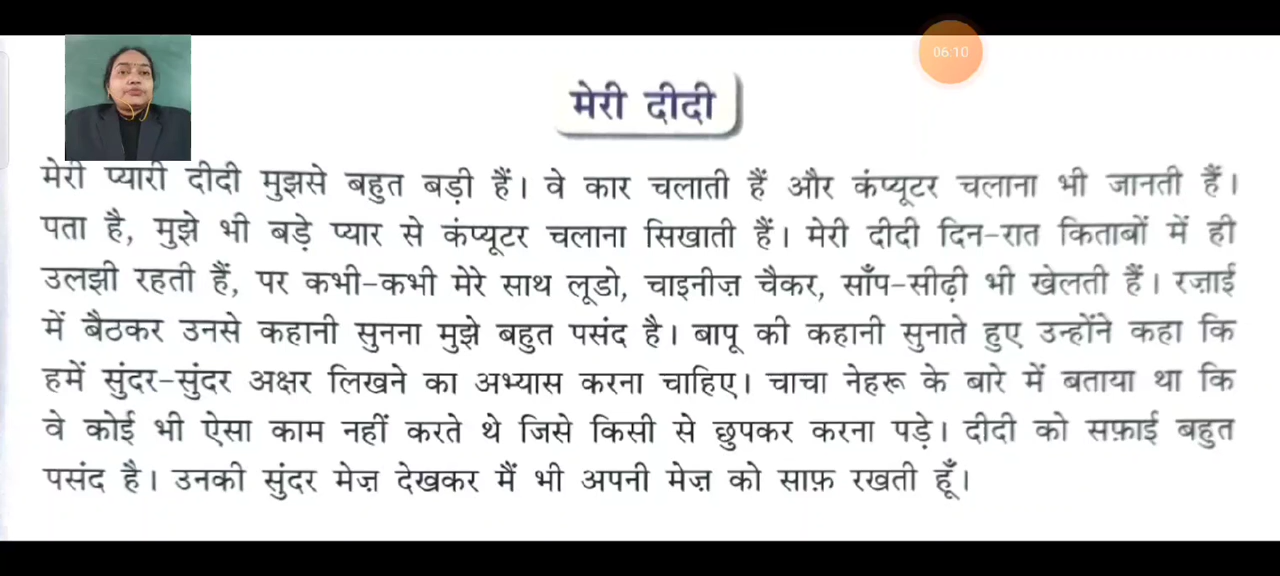 06:10
मेरी दीदी
मेरी प्यारी दीदी मुझसे बहुत बड़ी हैं। वे कार चलाती हैं और कंप्यूटर चलाना भी जानती हैं।
पता है, मुझे भी बड़े प्यार से कंप्यूटर चलाना सिखाती हैं। मेरी दीदी दिन-रात किताबों में ही
उलझी रहती हैं, पर कभी-कभी मेरे साथ लूडो, चाइनीज़ चैकर, साँप-सीढ़ी भी खेलती हैं। रज़ाई
में बैठकर उनसे कहानी सुनना मुझे बहुत पसंद है। बापू की कहानी सुनाते हुए उन्होंने कहा कि
हमें सुंदर-सुंदर अक्षर लिखने का अभ्यास करना चाहिए। चाचा नेहरू के बारे में बताया था कि
वे कोई भी ऐसा काम नहीं करते थे जिसे किसी से छुपकर करना पड़े। दीदी को सफ़ाई बहुत
पसंद है। उनकी सुंदर मेज़ देखकर मैं भी अपनी मेज़ को साफ़ रखती हूँ।